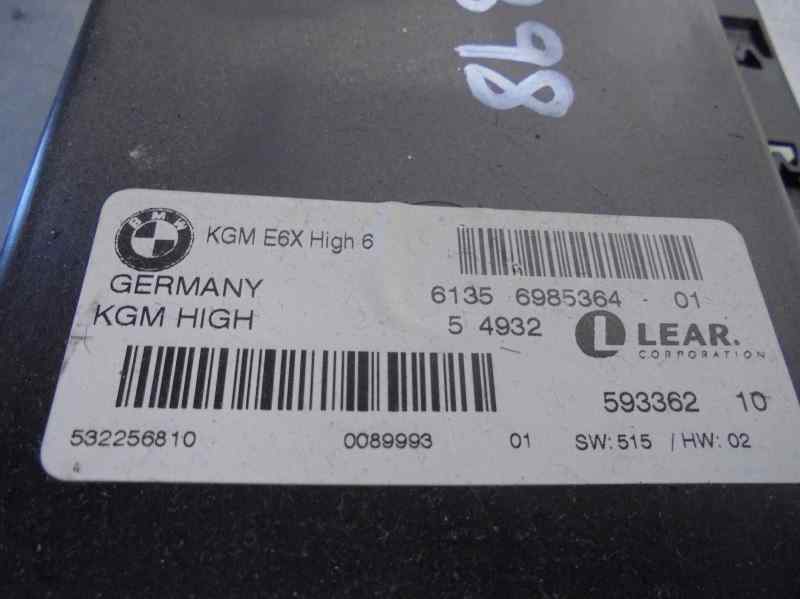 98
BMW
KGM E6X High 6
GERMANY
6135 6985364 - 01
KGM HIGH
5 4932
L LEAR.
CORPORATION
593362 10
532256810 0089993 01 SW: 515 / HW: 02